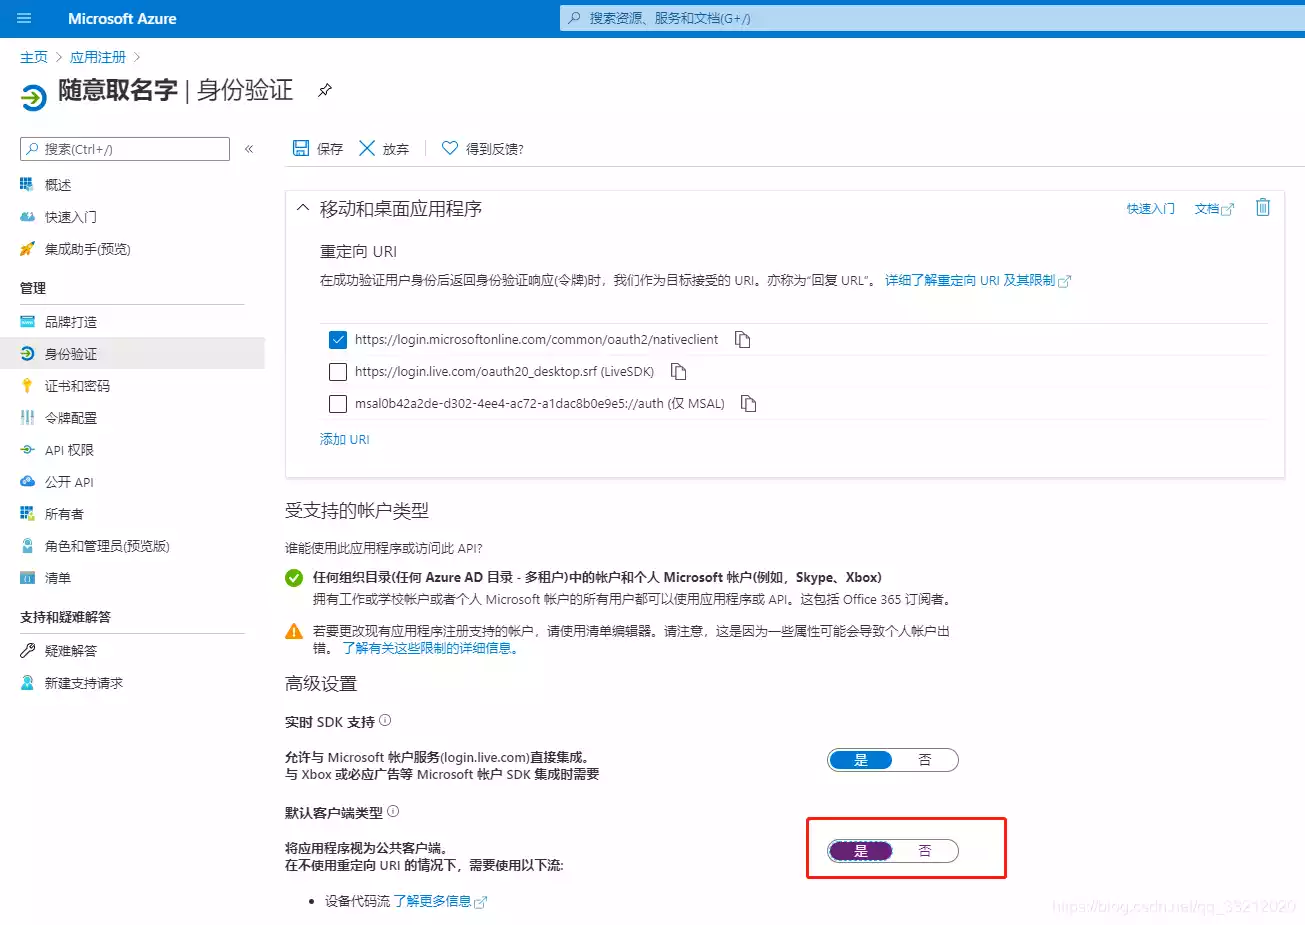 Microsoft Azure
搜索资源、服务和文档(G+/)
主页 > 应用注册 >
随意取名字 | 身份验证
搜索(Ctrl+/)
«
保存
放弃
得到反馈?
概述
快速入门
集成助手(预览)
管理
品牌打造
身份验证
证书和密码
令牌配置
API 权限
公开 API
所有者
角色和管理员(预览版)
清单
支持和疑难解答
疑难解答
新建支持请求
移动和桌面应用程序
快速入门
文档
重定向 URI
在成功验证用户身份后返回身份验证响应(令牌)时，我们作为目标接受的 URI。亦称为“回复 URL”。 详细了解重定向 URI 及其限制
https://login.microsoftonline.com/common/oauth2/nativeclient
https://login.live.com/oauth20_desktop.srf (LiveSDK)
msal0b42a2de-d302-4ee4-ac72-a1dac8b0e9e5://auth (仅 MSAL)
添加 URI
受支持的帐户类型
谁能使用此应用程序或访问此 API?
任何组织目录(任何 Azure AD 目录 - 多租户)中的帐户和个人 Microsoft 帐户(例如，Skype、Xbox)
拥有工作或学校帐户或者个人 Microsoft 帐户的所有用户都可以使用应用程序或 API。这包括 Office 365 订阅者。
若要更改现有应用程序注册支持的帐户，请使用清单编辑器。请注意，这是因为一些属性可能会导致个人帐户出
错。 了解有关这些限制的详细信息。
高级设置
实时 SDK 支持
允许与 Microsoft 帐户服务(login.live.com)直接集成。
与 Xbox 或必应广告等 Microsoft 帐户 SDK 集成时需要
是 否
默认客户端类型
将应用程序视为公共客户端。
在不使用重定向 URI 的情况下，需要使用以下流:
是 否
• 设备代码流 了解更多信息
https://blog.csdn.net/qq_33212020